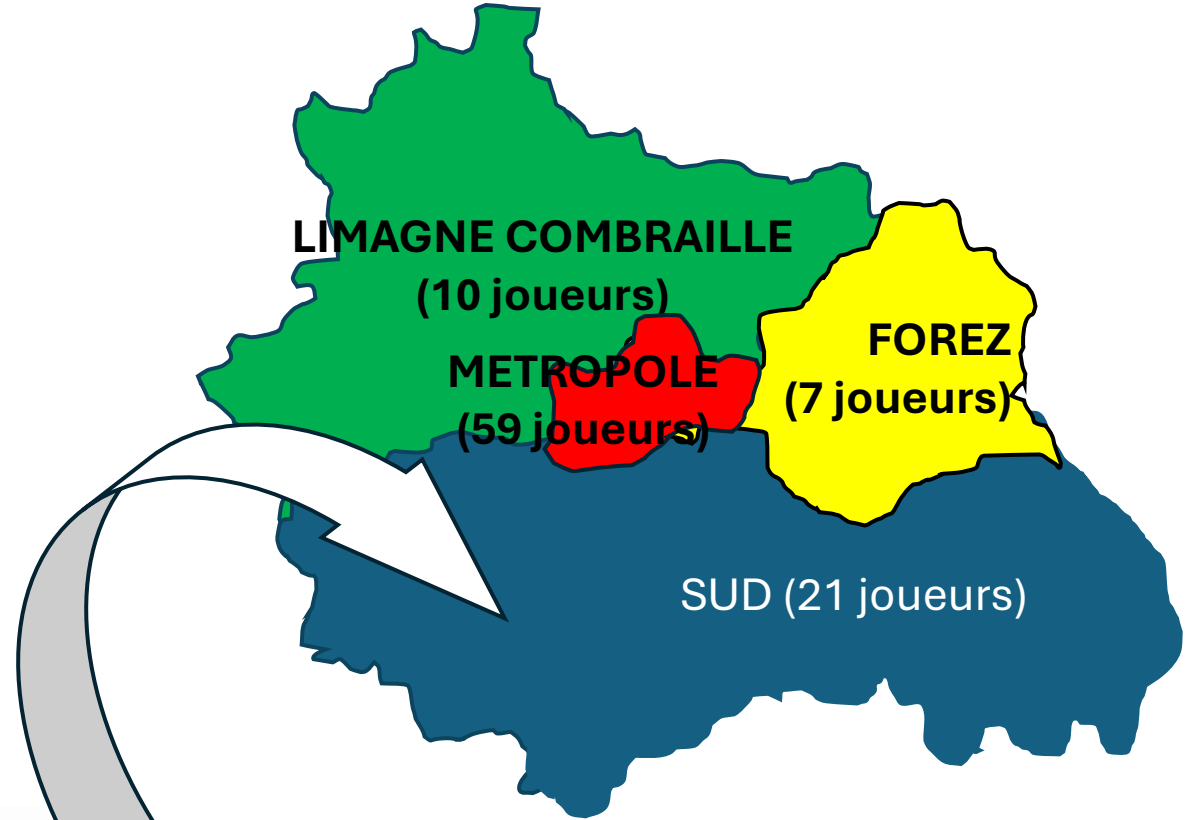 LIMAGNE COMBRAILLE
(10 joueurs)
METROPOLE
(59 joueurs)
FOREZ
(7 joueurs)
SUD (21 joueurs)